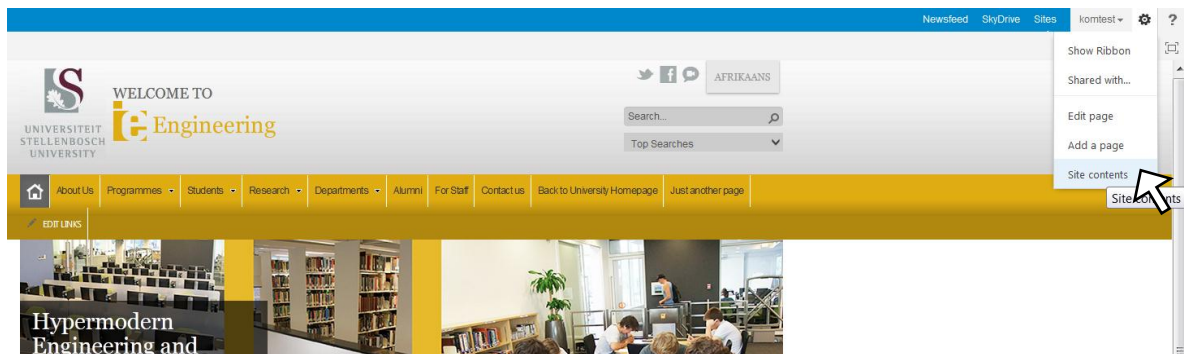 Newsfeed SkyDrive Sites komtest ?
Show Ribbon
Shared with...
Edit page
Add a page
Site contents
Site contents
UNIVERSITEIT
STELLENBOSCH
UNIVERSITY
WELCOME TO
e Engineering
AFRIKAANS
Search...
Top Searches
About Us Programmes Students Research Departments Alumni For Staff Contact us Back to University Homepage Just another page
EDIT LINKS
Hypermodern
Engineering and